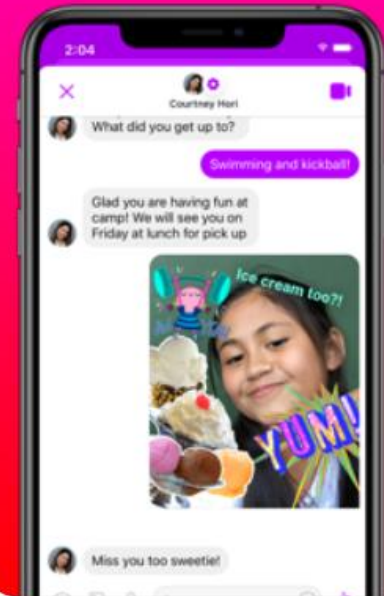 2:04
Courtney Hori
What did you get up to?
Swimming and kickball!
Glad you are having fun at
camp! We will see you on
Friday at lunch for pick up
Ice cream too?!
YUM!
Miss you too sweetie!